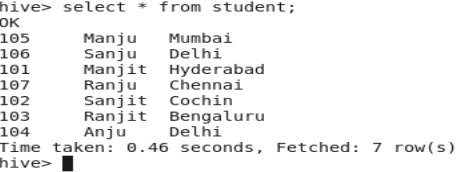 hive> select * from student;
OK
105 Manju Mumbai
106 Sanju Delhi
101 Manjit Hyderabad
107 Ranju Chennai
102 Sanjit Cochin
103 Ranjit Bengaluru
104 Anju Delhi
Time taken: 0.46 seconds, Fetched: 7 row(s)
hive>